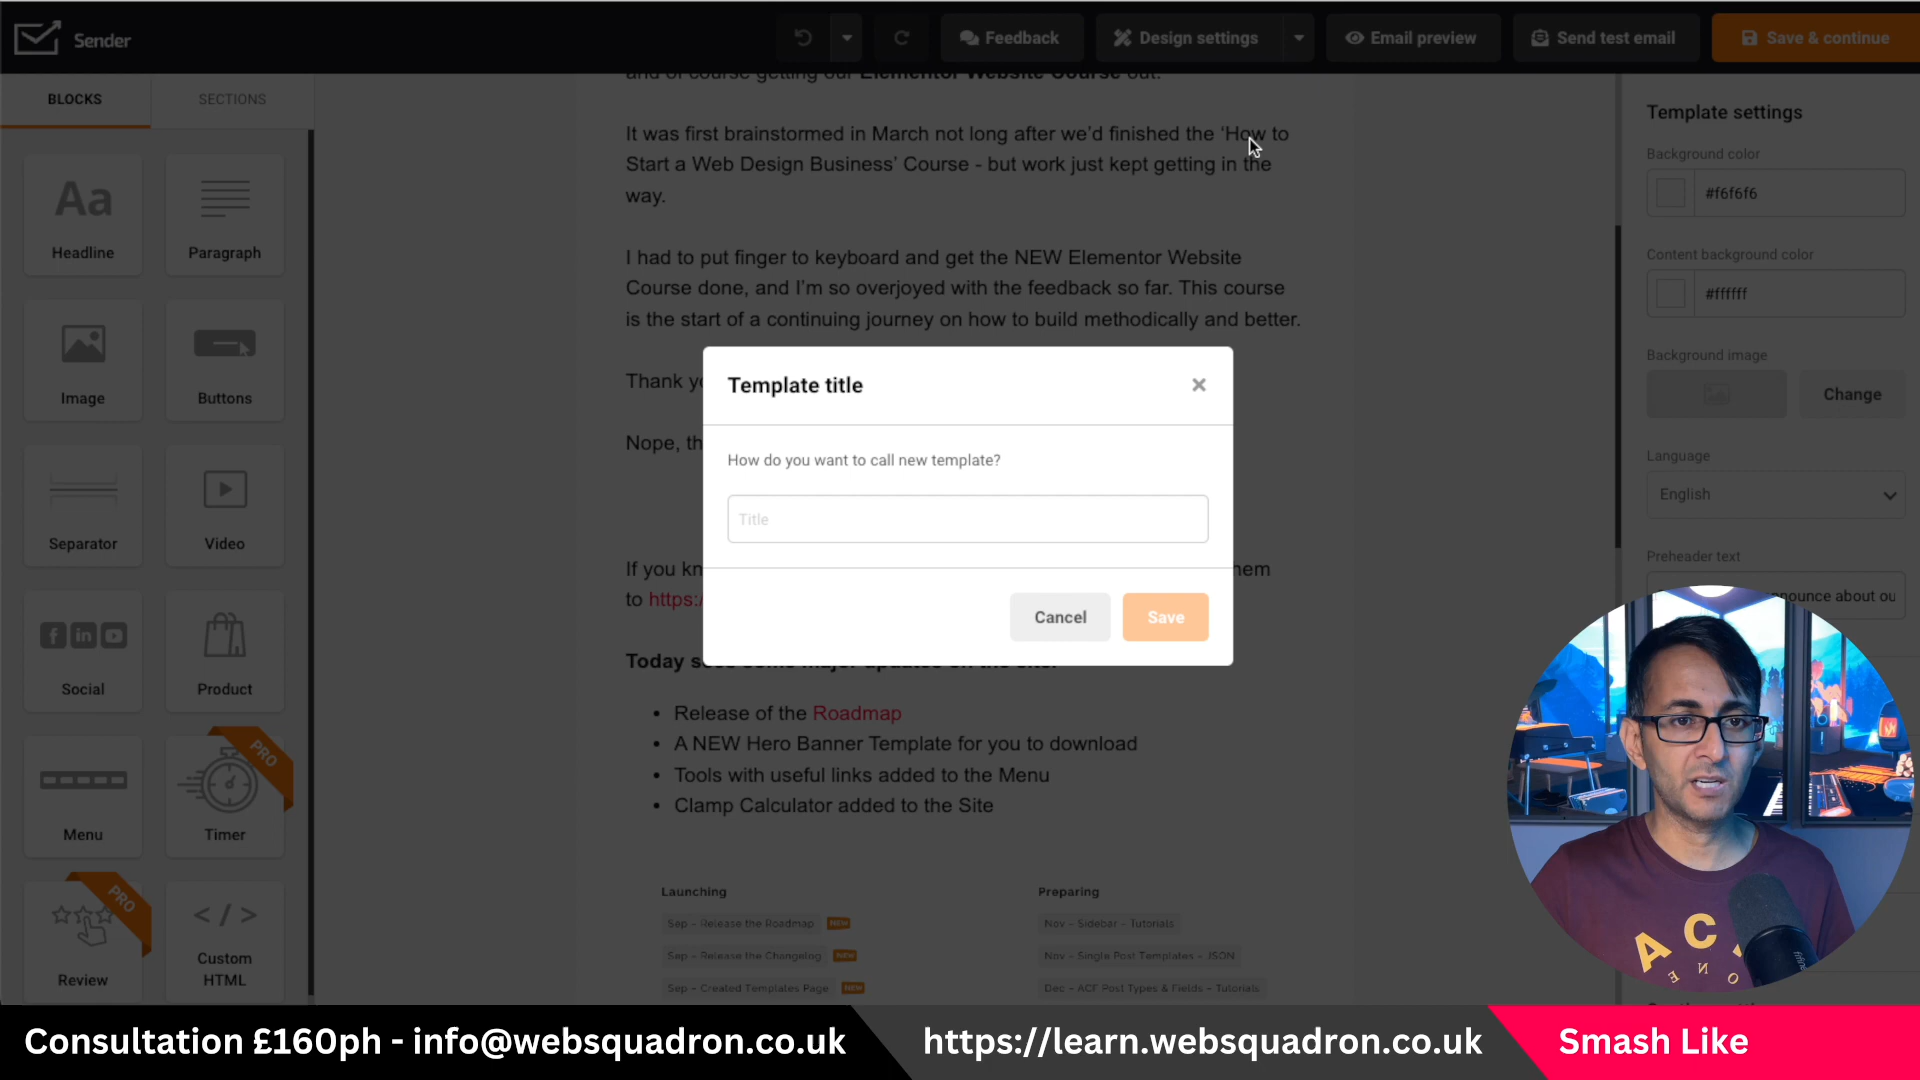 Sender
Feedback
Design settings
Email preview
Send test email
Save & continue
BLOCKS
SECTIONS
Aa
Headline
Paragraph
Image
Buttons
Separator
Video
Social
Product
PRO
Menu
Timer
PRO
Review
</>
Custom
HTML
and of course getting our Elementor Website Course out.
It was first brainstormed in March not long after we'd finished the 'How to
Start a Web Design Business' Course - but work just kept getting in the
way.
I had to put finger to keyboard and get the NEW Elementor Website
Course done, and I'm so overjoyed with the feedback so far. This course
is the start of a continuing journey on how to build methodically and better.
Thank
Nope,
Template title
How do you want to call new template?
Title
Cancel
Save
If you
to https:/
Today
Release of the Roadmap
A NEW Hero Banner Template for you to download
Tools with useful links added to the Menu
Clamp Calculator added to the Site
Launching
Sep – Release the Roadmap NEW
Sep – Release the Changelog NEW
Sep – Created Templates Page NEW
Preparing
Nov – Sidebar – Tutorials
Nov – Single Post Templates – JSON
Dec – ACF Post Types & Fields – Tutorials
Template settings
Background color
#f6f6f6
Content background color
#ffffff
Background image
Change
Language
English
Preheader text
about ou
AC
ONE
fifine
Consultation £160ph - info@websquadron.co.uk
https://learn.websquadron.co.uk
Smash Like